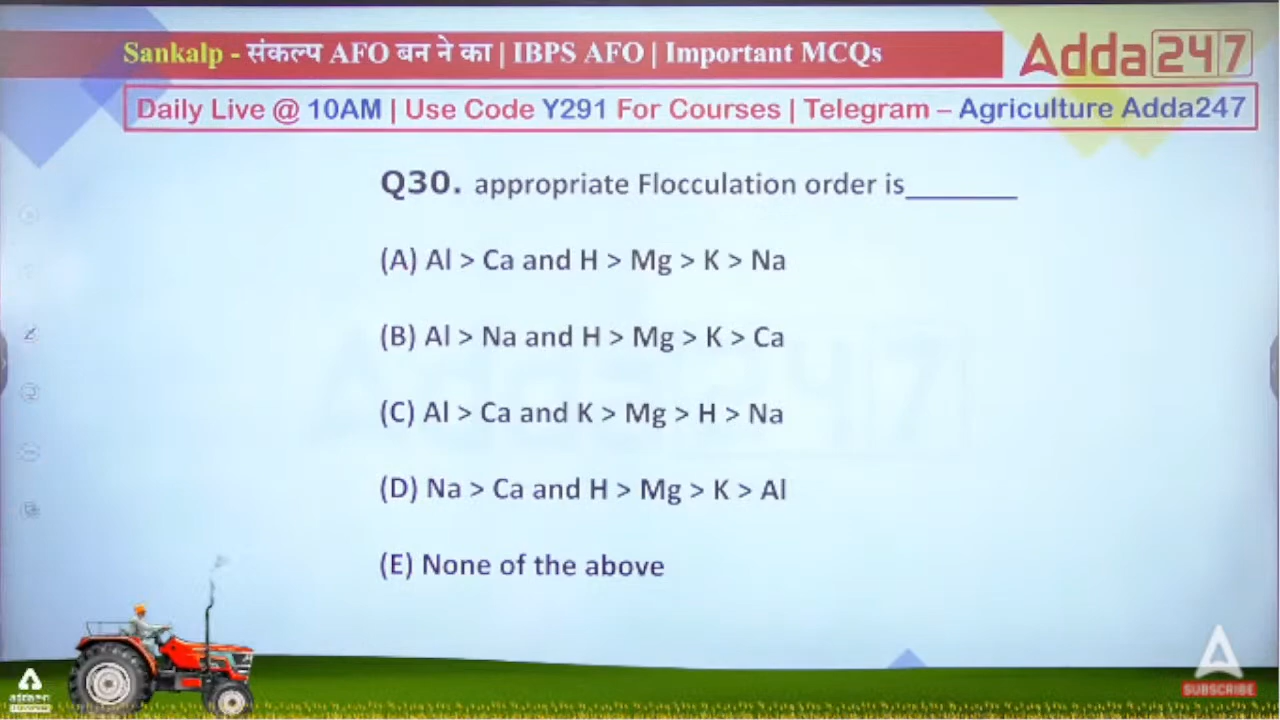 Sankalp - संकल्प AFO बन ने का | IBPS AFO | Important MCQs
Adda247
Daily Live @ 10AM | Use Code Y291 For Courses | Telegram – Agriculture Adda247
Q30. appropriate Flocculation order is_______
(A) Al > Ca and H > Mg > K > Na
(B) Al > Na and H > Mg > K > Ca
(C) Al > Ca and K > Mg > H > Na
(D) Na > Ca and H > Mg > K > Al
(E) None of the above
Adda247
SUBSCRIBE